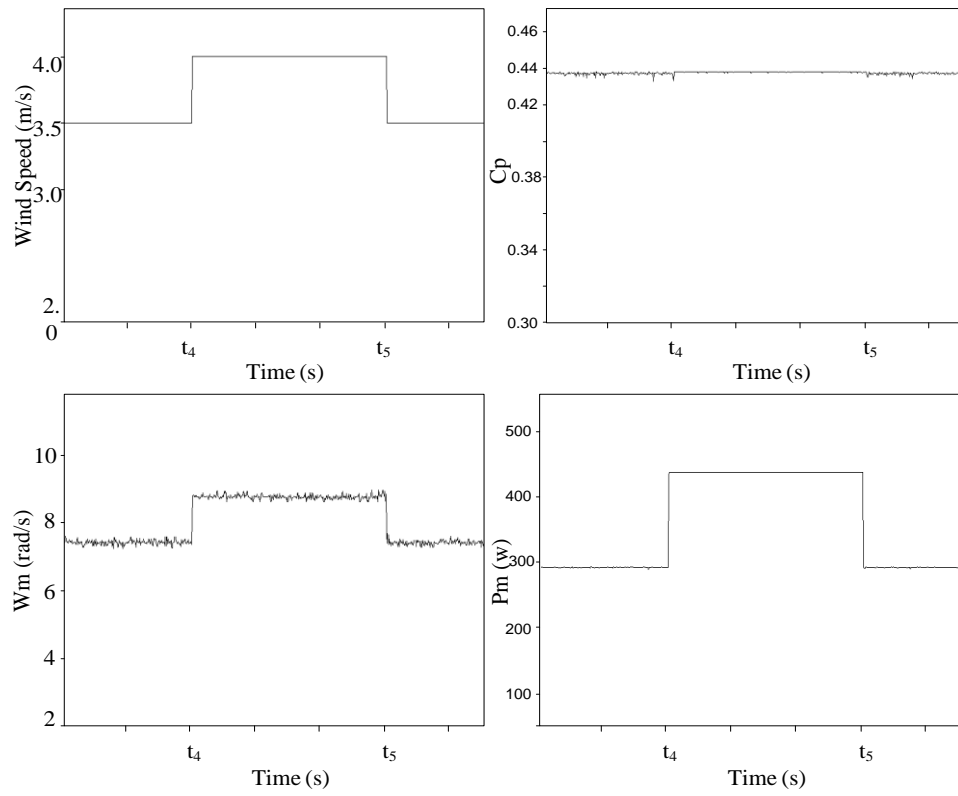 Wind Speed (m/s)
4.0
3.5
3.0
2.
0
t₄ t₅
Time (s)
Cp
0.46
0.44
0.42
0.38
0.34
0.30
t₄ t₅
Time (s)
Wm (rad/s)
10
8
6
4
2
t₄ t₅
Time (s)
Pm (w)
500
400
300
200
100
t₄ t₅
Time (s)